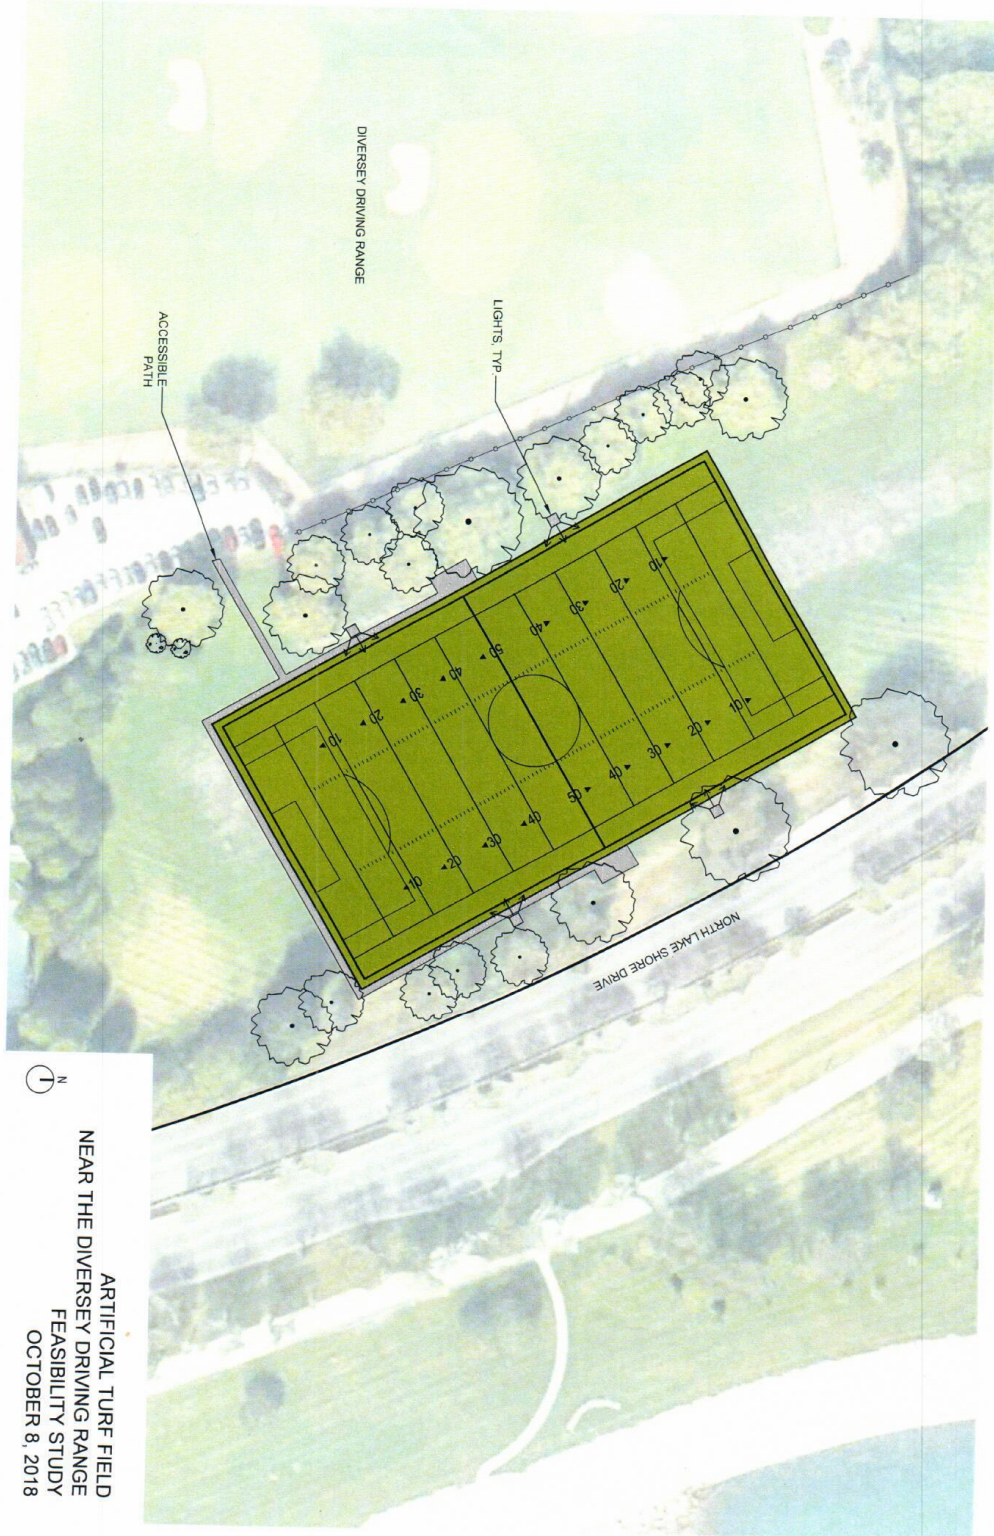 DIVERSEY DRIVING RANGE
LIGHTS, TYP.
ACCESSIBLE
PATH
10
20
30
40
50
40
30
20
10
10
20
30
40
50
40
30
20
10
NORTH LAKE SHORE DRIVE
N
ARTIFICIAL TURF FIELD
NEAR THE DIVERSEY DRIVING RANGE
FEASIBILITY STUDY
OCTOBER 8, 2018